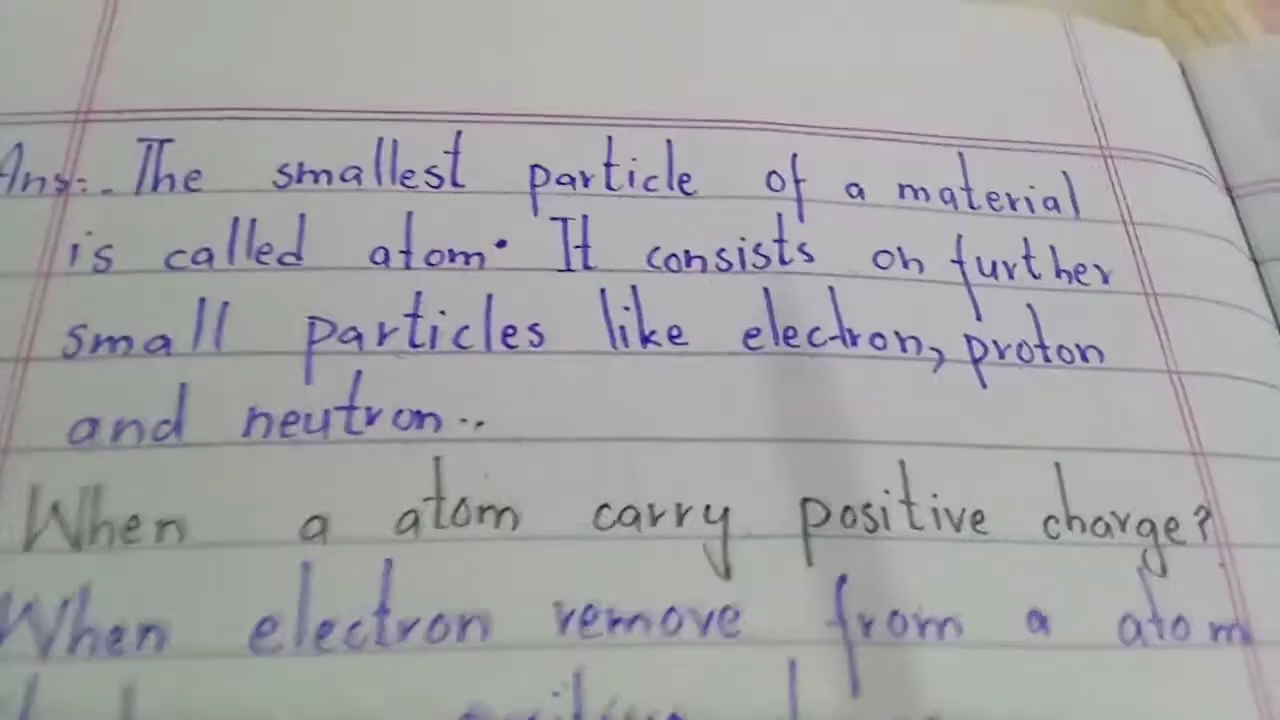 Ans:. The smallest particle of a material
is called atom. It consists on further
small particles like electron, proton
and neutron..
When a atom carry positive charge?
When electron remove from a atom